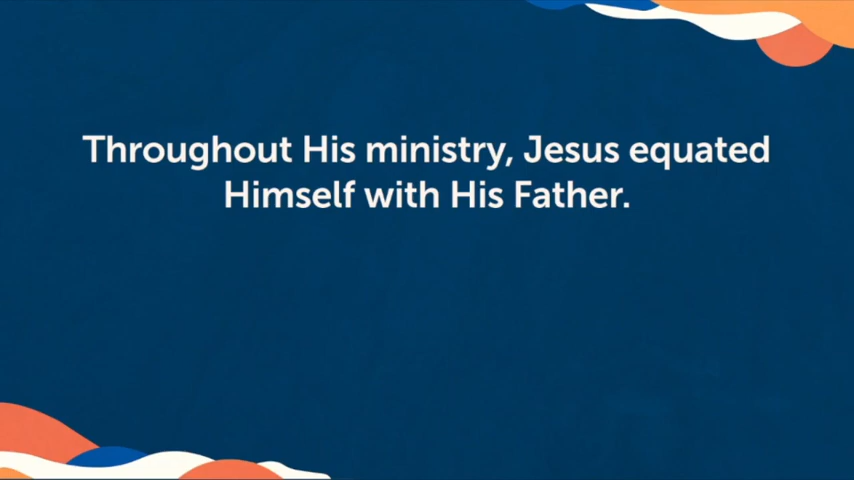 Throughout His ministry, Jesus equated
Himself with His Father.